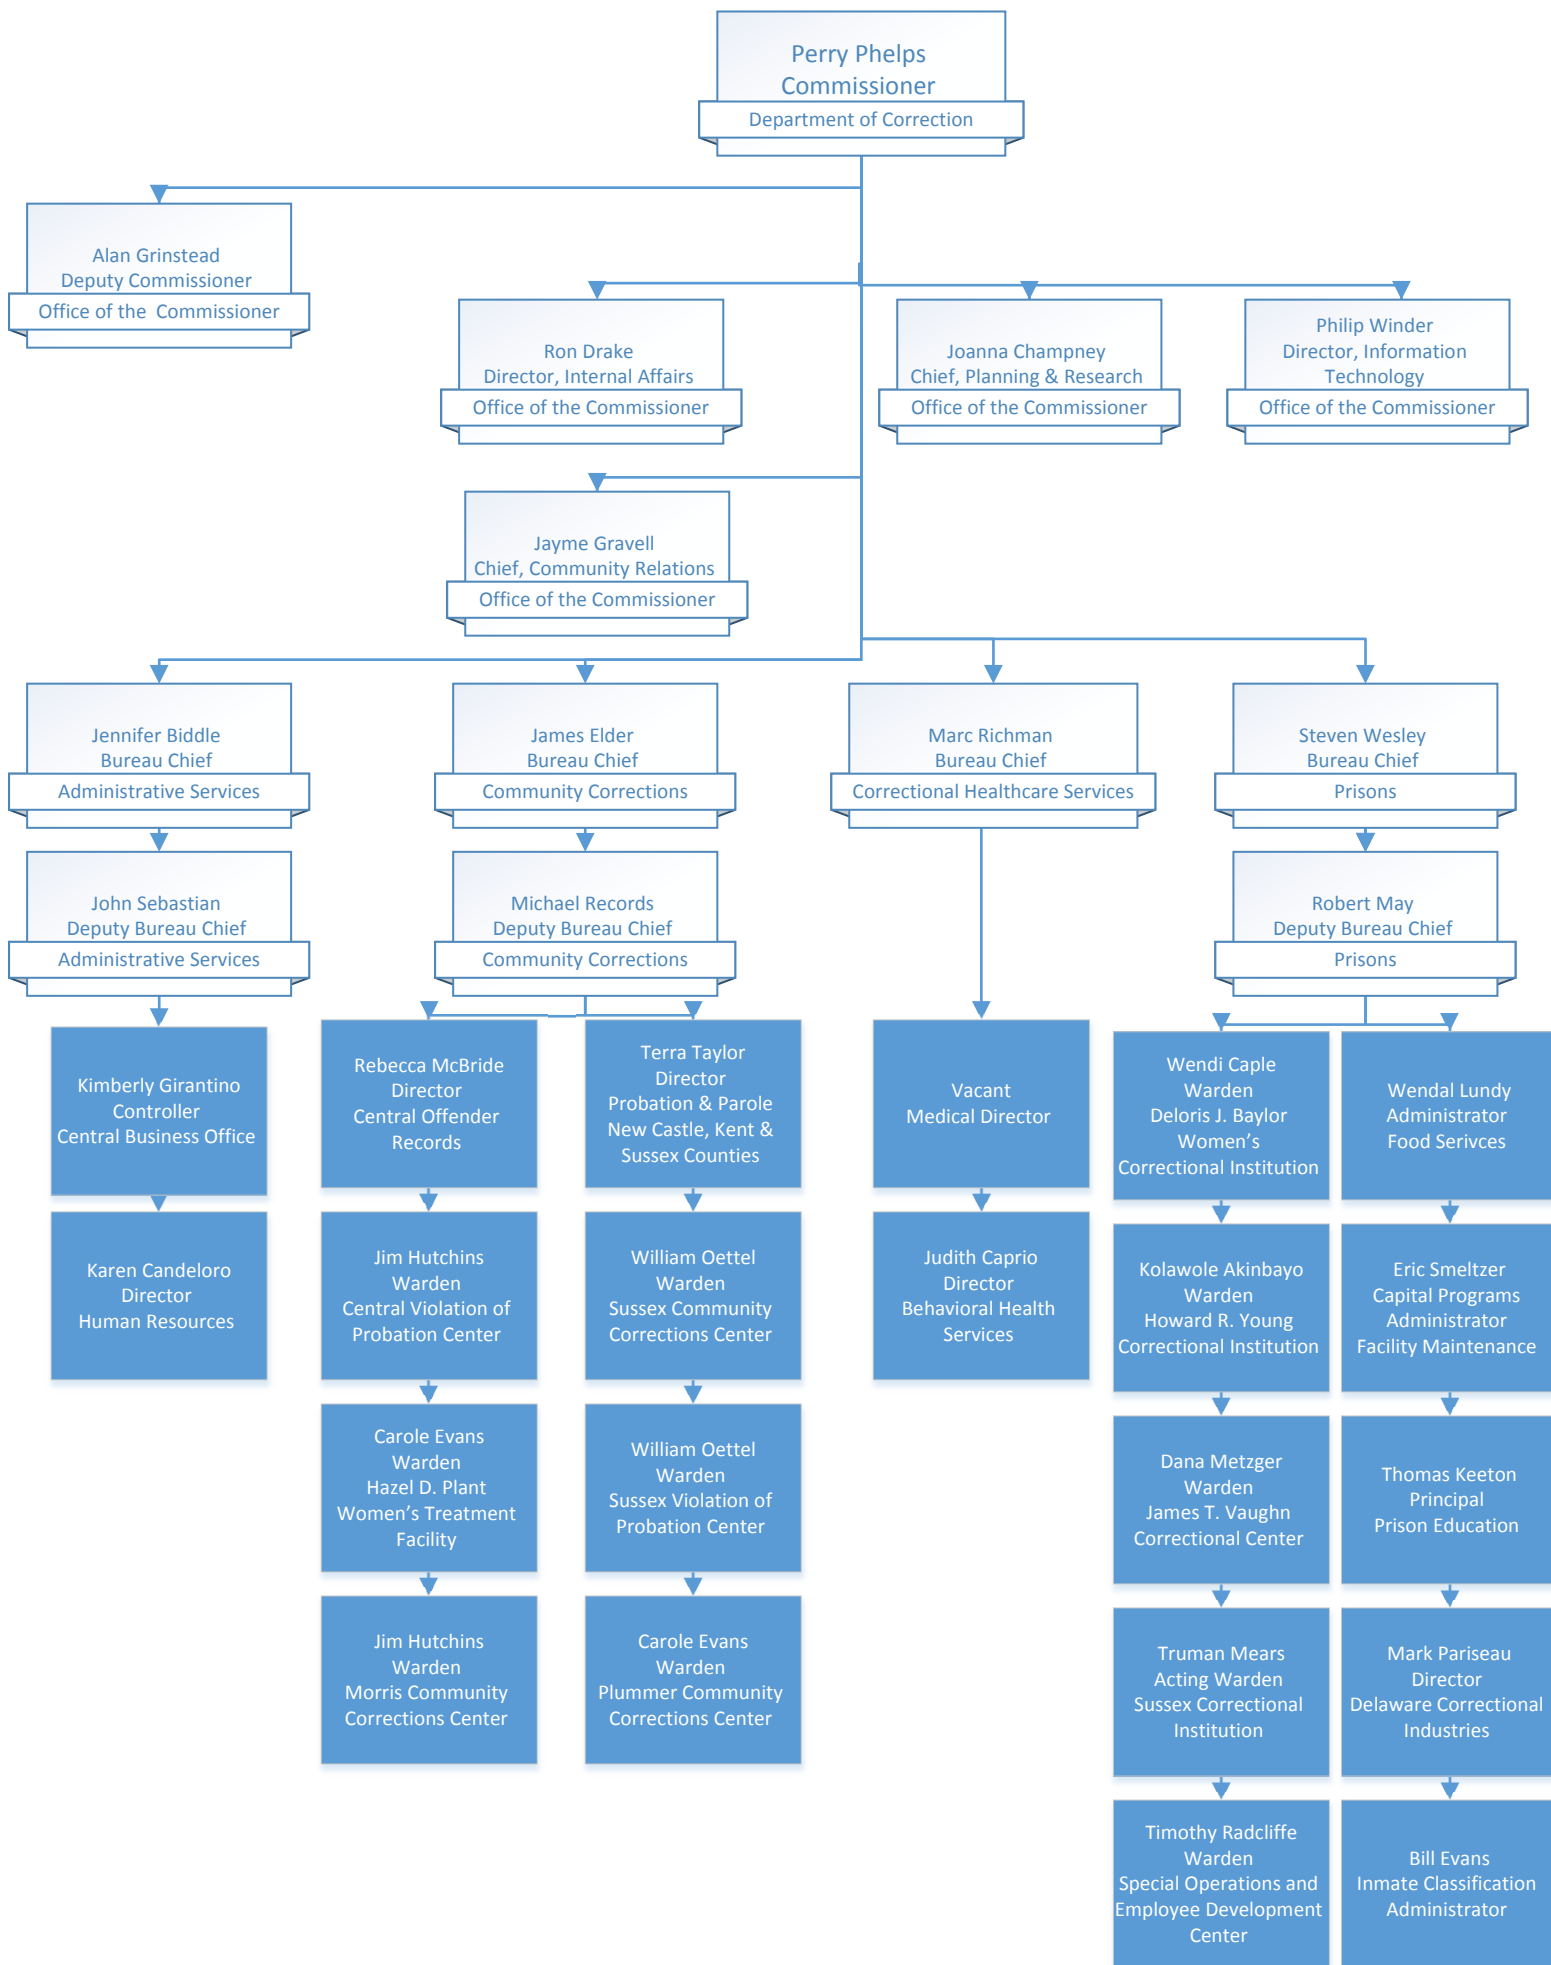 Perry Phelps
Commissioner
Department of Correction
Alan Grinstead
Deputy Commissioner
Office of the  Commissioner
Ron Drake
Director, Internal Affairs
Office of the Commissioner
Joanna Champney
Chief, Planning & Research
Office of the Commissioner
Philip Winder
Director, Information
Technology
Office of the Commissioner
Jayme Gravell
Chief, Community Relations
Office of the Commissioner
Jennifer Biddle
Bureau Chief
Administrative Services
James Elder
Bureau Chief
Community Corrections
Marc Richman
Bureau Chief
Correctional Healthcare Services
Steven Wesley
Bureau Chief
Prisons
John Sebastian
Deputy Bureau Chief
Administrative Services
Michael Records
Deputy Bureau Chief
Community Corrections
Robert May
Deputy Bureau Chief
Prisons
Kimberly Girantino
Controller
Central Business Office
Rebecca McBride
Director
Central Offender
Records
Terra Taylor
Director
Probation & Parole
New Castle, Kent &
Sussex Counties
Vacant
Medical Director
Wendi Caple
Warden
Deloris J. Baylor
Women's
Correctional Institution
Wendal Lundy
Administrator
Food Serivces
Karen Candeloro
Director
Human Resources
Jim Hutchins
Warden
Central Violation of
Probation Center
William Oettel
Warden
Sussex Community
Corrections Center
Judith Caprio
Director
Behavioral Health
Services
Kolawole Akinbayo
Warden
Howard R. Young
Correctional Institution
Eric Smeltzer
Capital Programs
Administrator
Facility Maintenance
Carole Evans
Warden
Hazel D. Plant
Women's Treatment
Facility
William Oettel
Warden
Sussex Violation of
Probation Center
Dana Metzger
Warden
James T. Vaughn
Correctional Center
Thomas Keeton
Principal
Prison Education
Jim Hutchins
Warden
Morris Community
Corrections Center
Carole Evans
Warden
Plummer Community
Corrections Center
Truman Mears
Acting Warden
Sussex Correctional
Institution
Mark Pariseau
Director
Delaware Correctional
Industries
Timothy Radcliffe
Warden
Special Operations and
Employee Development
Center
Bill Evans
Inmate Classification
Administrator